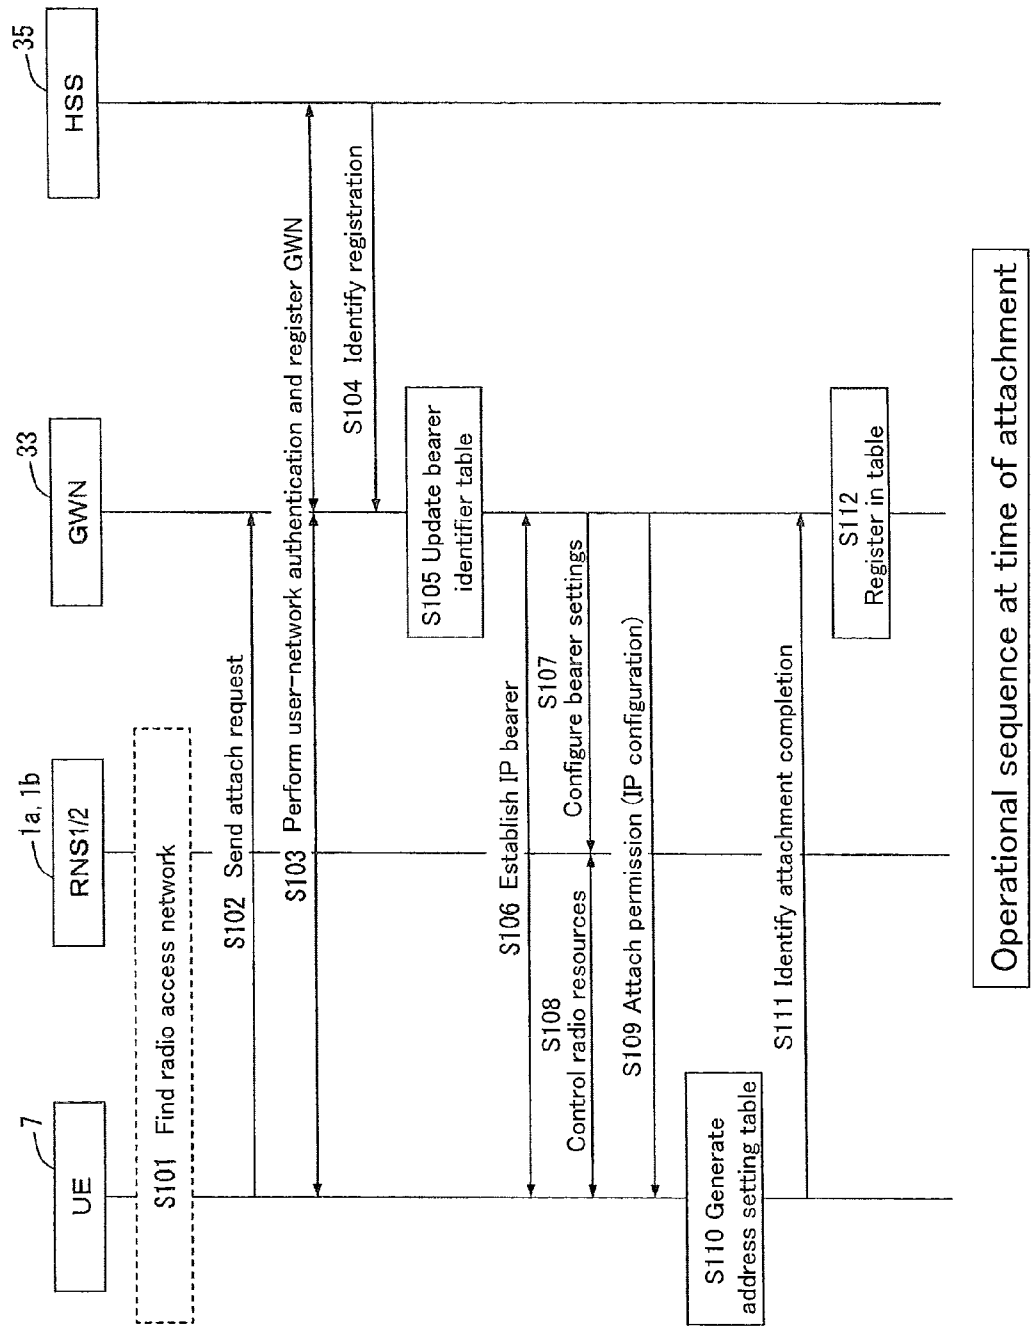 7
UE
1a, 1b
RNS1/2
33
GWN
35
HSS
S101 Find radio access network
S102 Send attach request
S103 Perform user-network authentication and register GWN
S104 Identify registration
S105 Update bearer
identifier table
S106 Establish IP bearer
S107
Configure bearer settings
S108
Control radio resources
S109 Attach permission (IP configuration)
S110 Generate
address setting table
S111 Identify attachment completion
S112
Register in table
Operational sequence at time of attachment